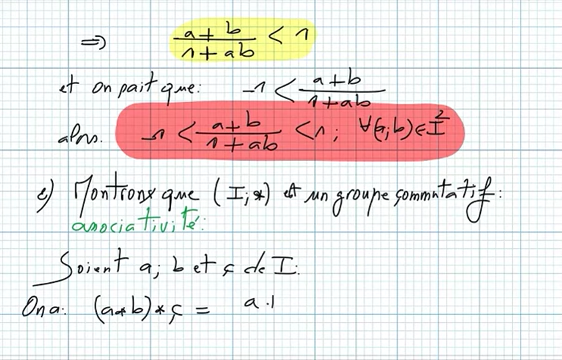 ⇒ (a+b)/(1+ab) < 1
et on sait que: -1 < (a+b)/(1+ab)
alors -1 < (a+b)/(1+ab) < 1; ∀(a;b)∈I²
2) Montrons que (I;*) est un groupe commutatif:
associativité:
Soient a; b et c de I.
On a: (a*b)*c =